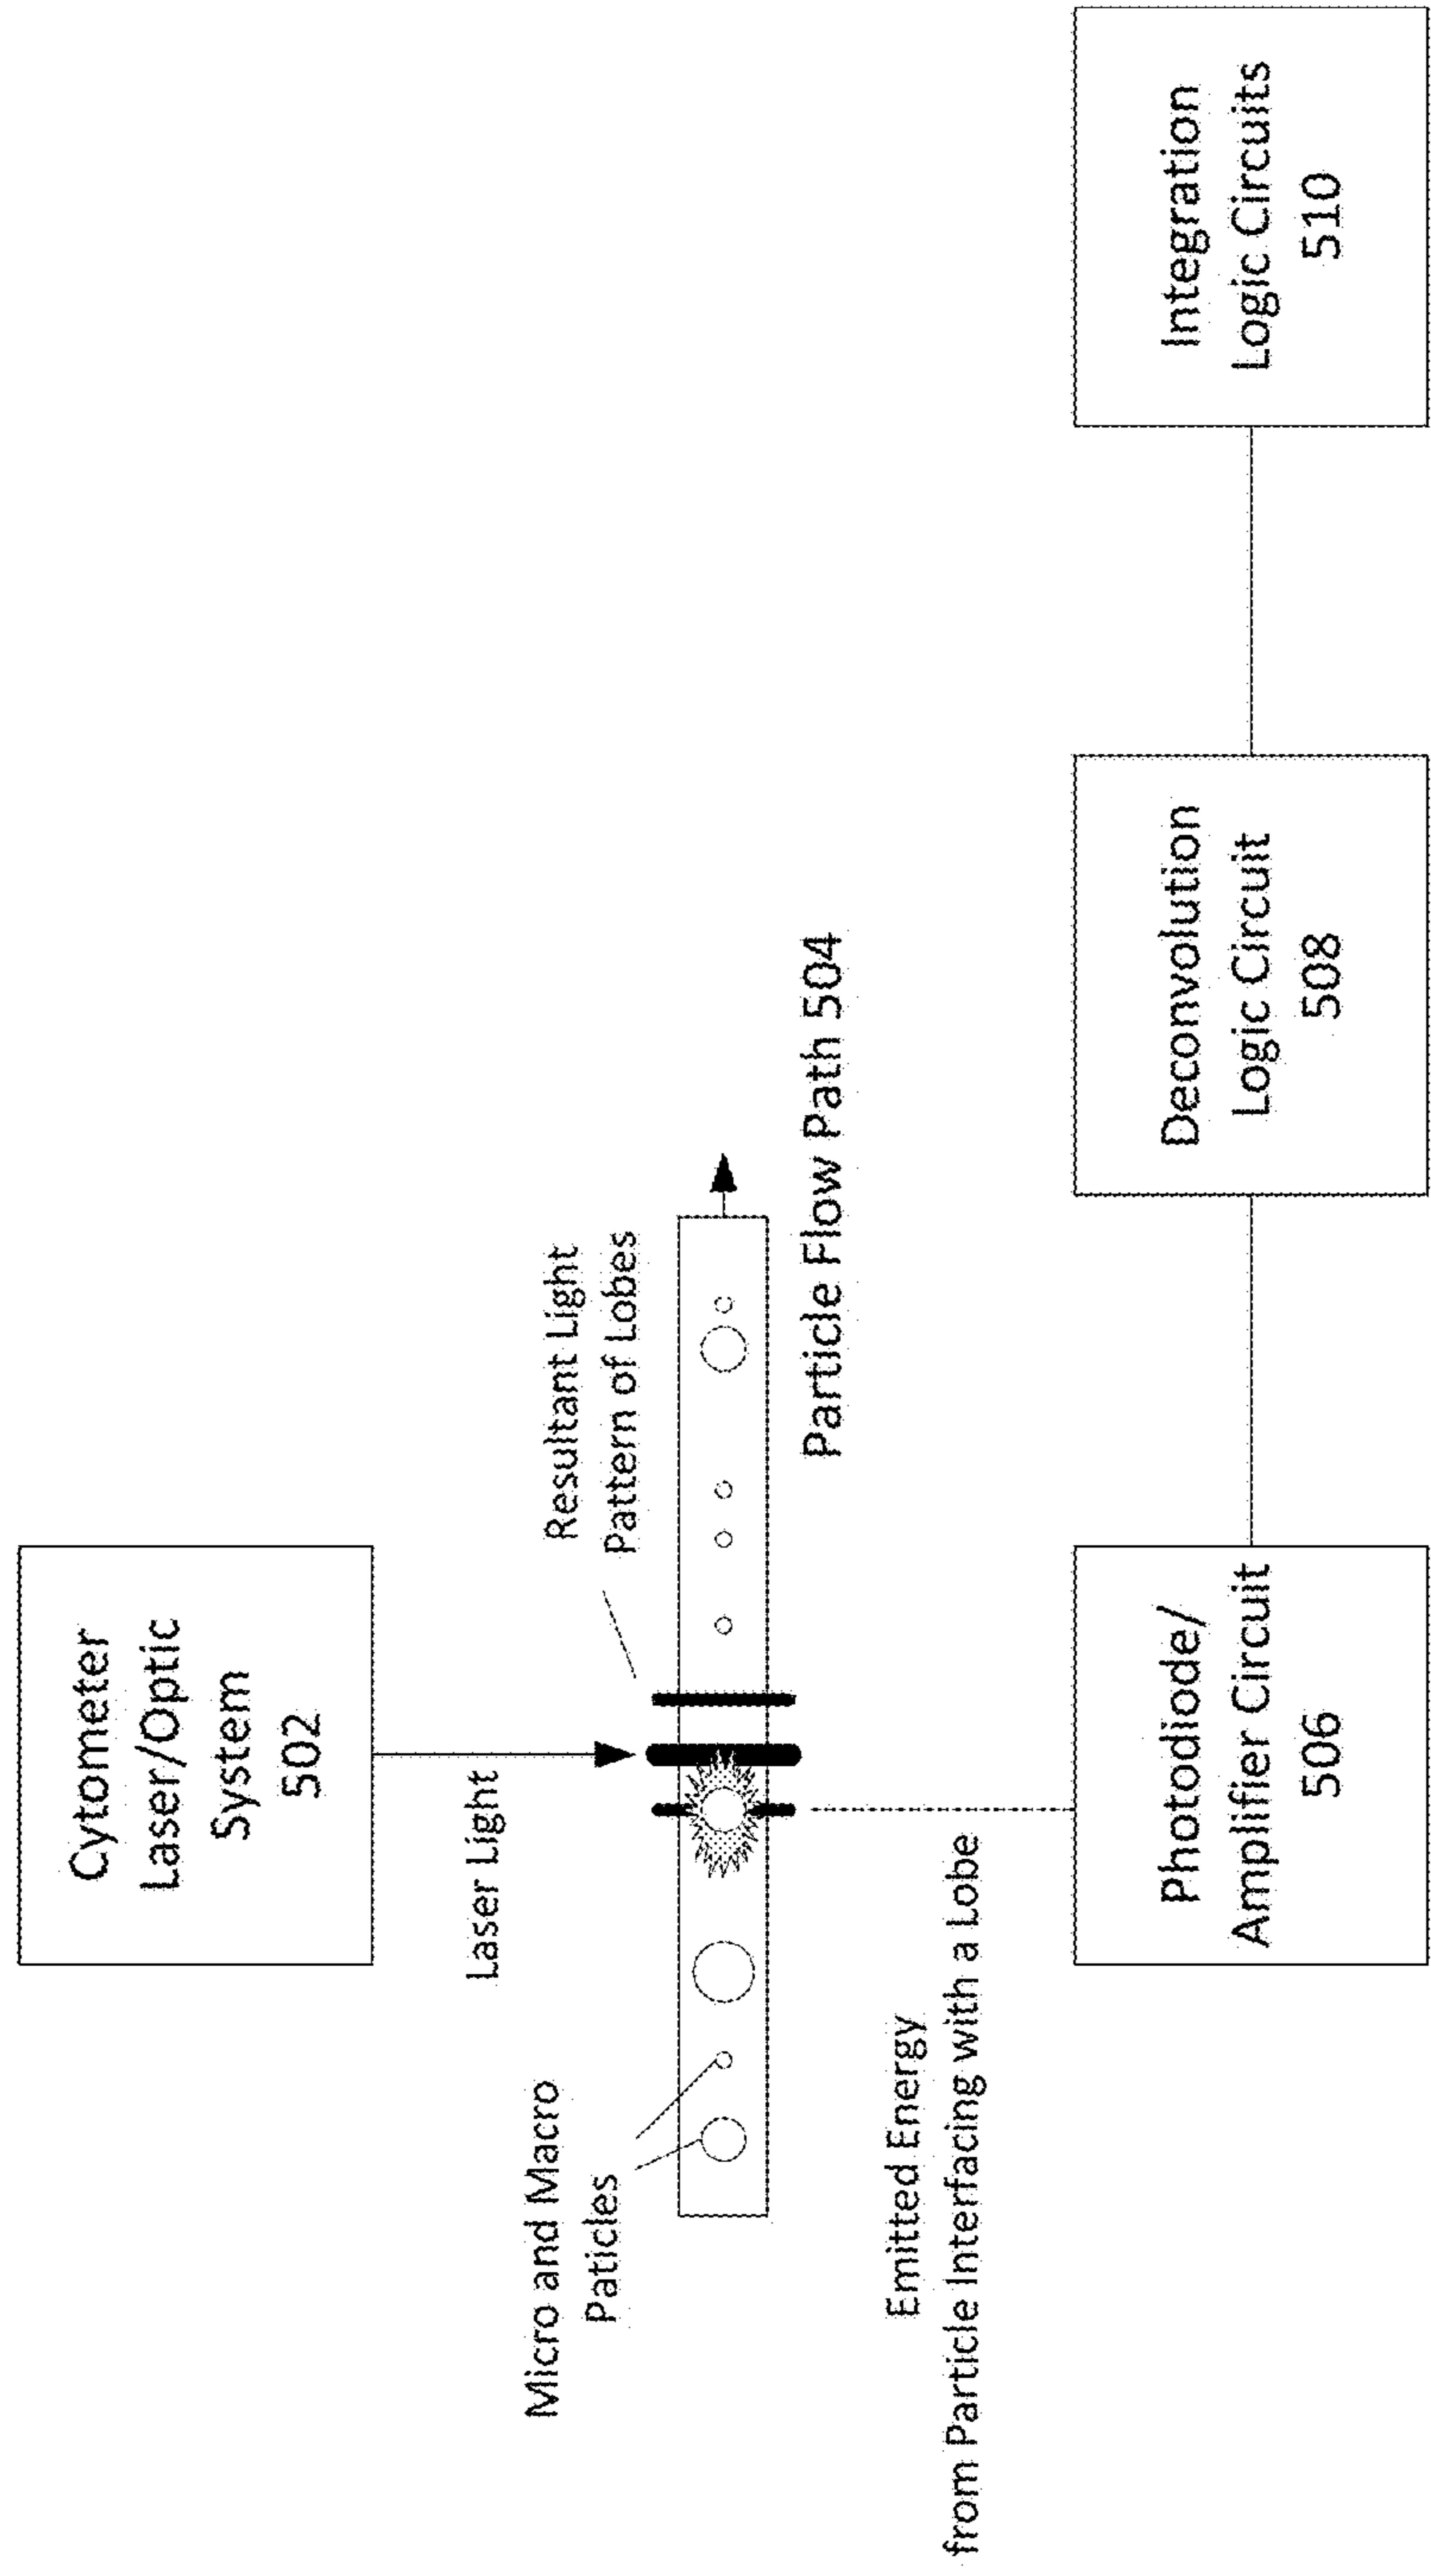 Cytometer
Laser/Optic
System
502
Laser Light
Micro and Macro
Paticles
Resultant Light
Pattern of Lobes
Particle Flow Path 504
Emitted Energy
from Particle Interfacing with a Lobe
Photodiode/
Amplifier Circuit
506
Deconvolution
Logic Circuit
508
Integration
Logic Circuits
510